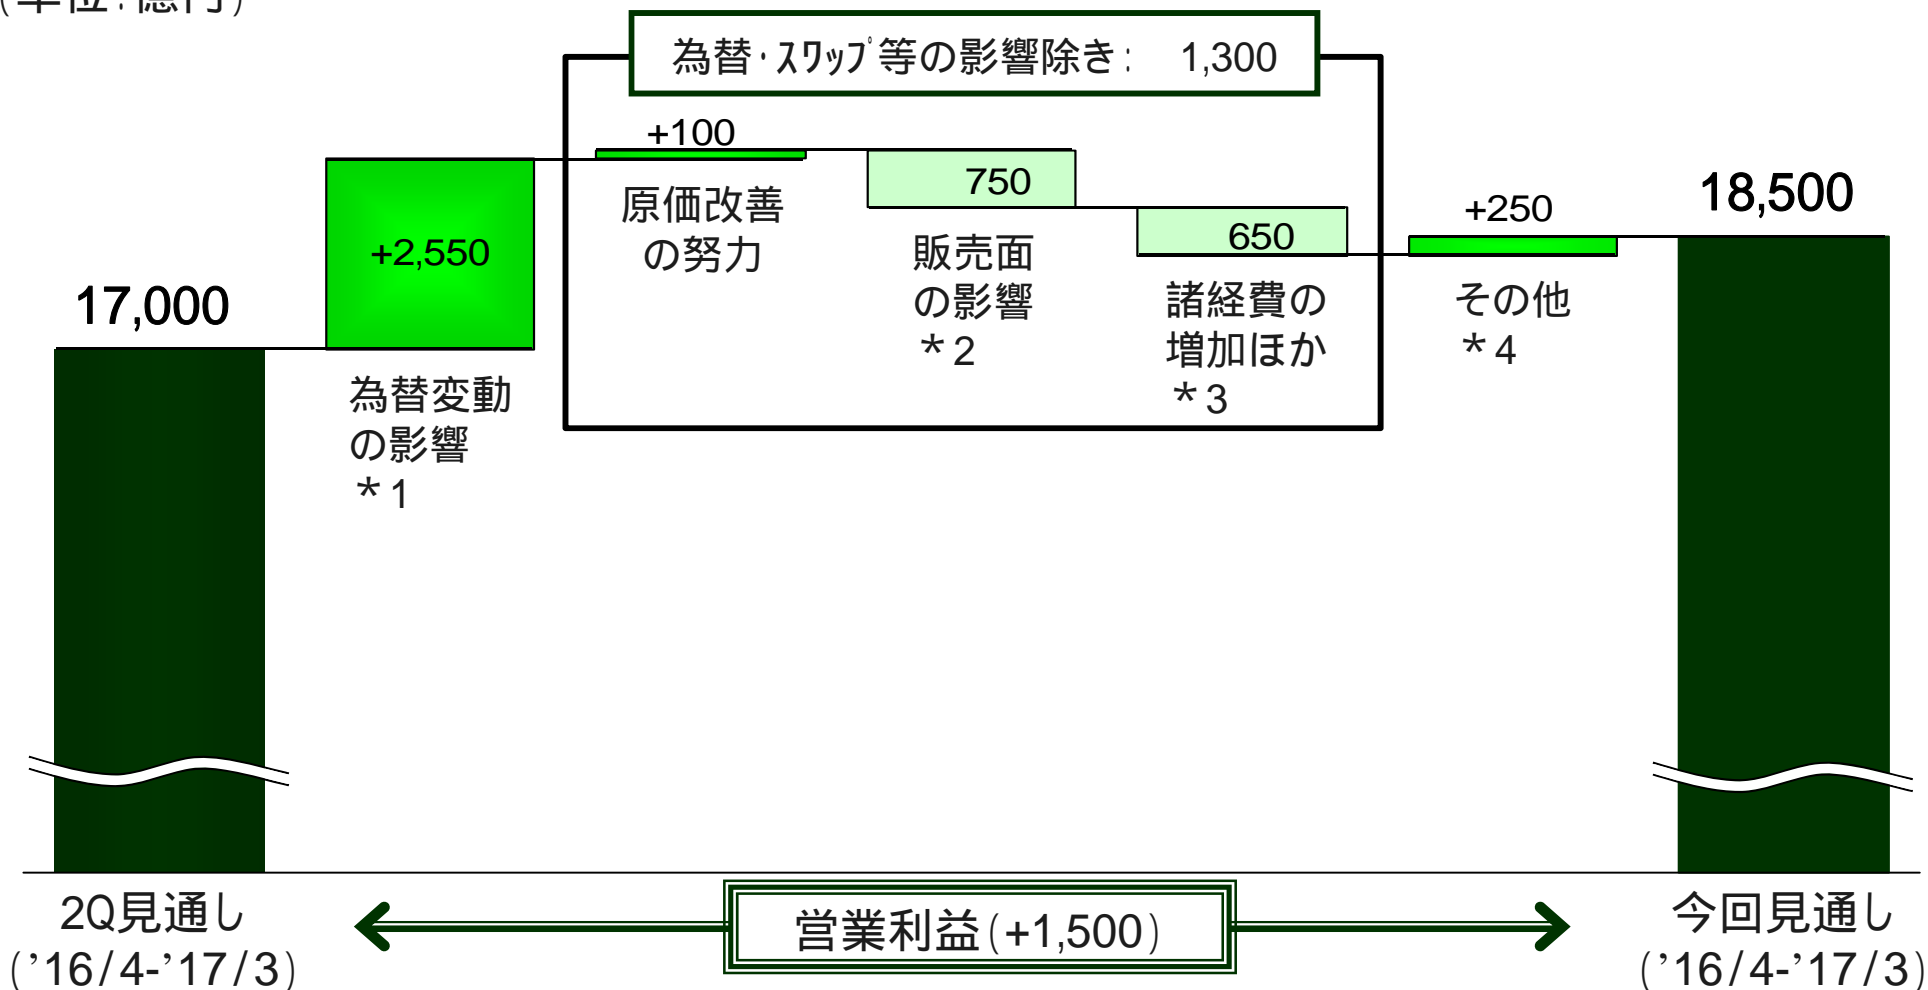 (単位:億円)
為替・スワップ等の影響除き: 1,300
+100
+2,550
750
650
+250
17,000
18,500
原価改善
の努力
販売面
の影響
*2
諸経費の
増加ほか
*3
その他
*4
為替変動
の影響
*1
2Q見通し
('16/4-'17/3)
営業利益(+1,500)
今回見通し
('16/4-'17/3)